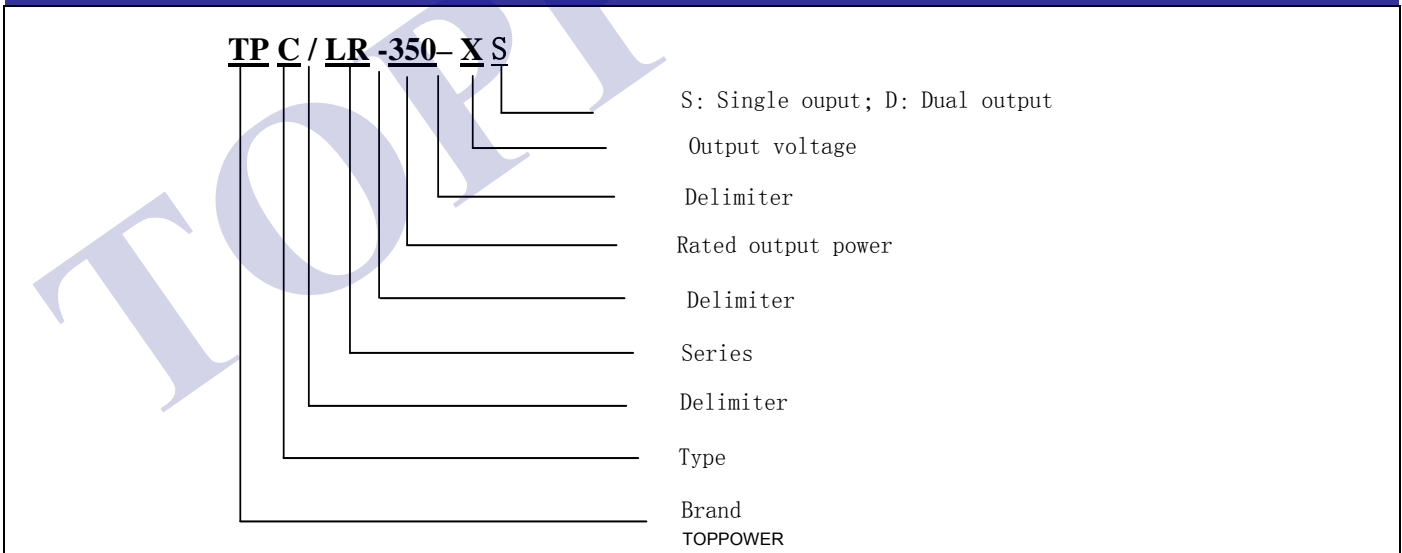 TP C / LR -350– X S
S: Single ouput; D: Dual output
Output voltage
Delimiter
Rated output power
Delimiter
Series
Delimiter
Type
Brand
TOPPOWER
TOP